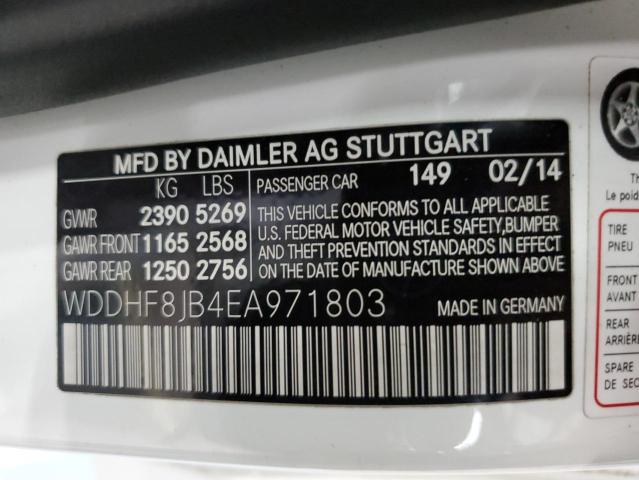 MFD BY DAIMLER AG STUTTGART
KG LBS PASSENGER CAR 149 02/14
GVWR 2390 5269
GAWR FRONT 1165 2568
GAWR REAR 1250 2756
THIS VEHICLE CONFORMS TO ALL APPLICABLE
U.S. FEDERAL MOTOR VEHICLE SAFETY,BUMPER
AND THEFT PREVENTION STANDARDS IN EFFECT
ON THE DATE OF MANUFACTURE SHOWN ABOVE.
WDDHF8JB4EA971803 MADE IN GERMANY
Le
TIRE
PNEU
FRONT
AVANT
REAR
ARRIÈRE
SPARE
DE